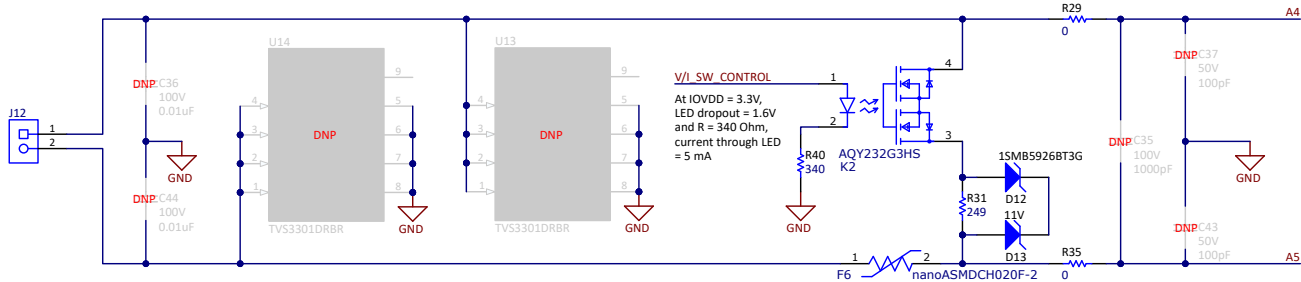 J12
1
2
DNP C36
100V
0.01uF
GND
DNP C44
100V
0.01uF
U14
4
3
2
1
9
5
6
7
8
DNP
TVS3301DRBR
GND
U13
4
3
2
1
9
5
6
7
8
DNP
TVS3301DRBR
GND
V/I_SW_CONTROL
At IOVDD = 3.3V,
LED dropout = 1.6V
and R = 340 Ohm,
current through LED
= 5 mA
1
2
4
3
R40
340
GND
AQY232G3HS
K2
R31
249
1SMB5926BT3G
D12
11V
D13
1
2
F6
nanoASMDCH020F-2
R29
0
R35
0
DNP C35
100V
1000pF
DNP C37
50V
100pF
GND
DNP C43
50V
100pF
A4
A5